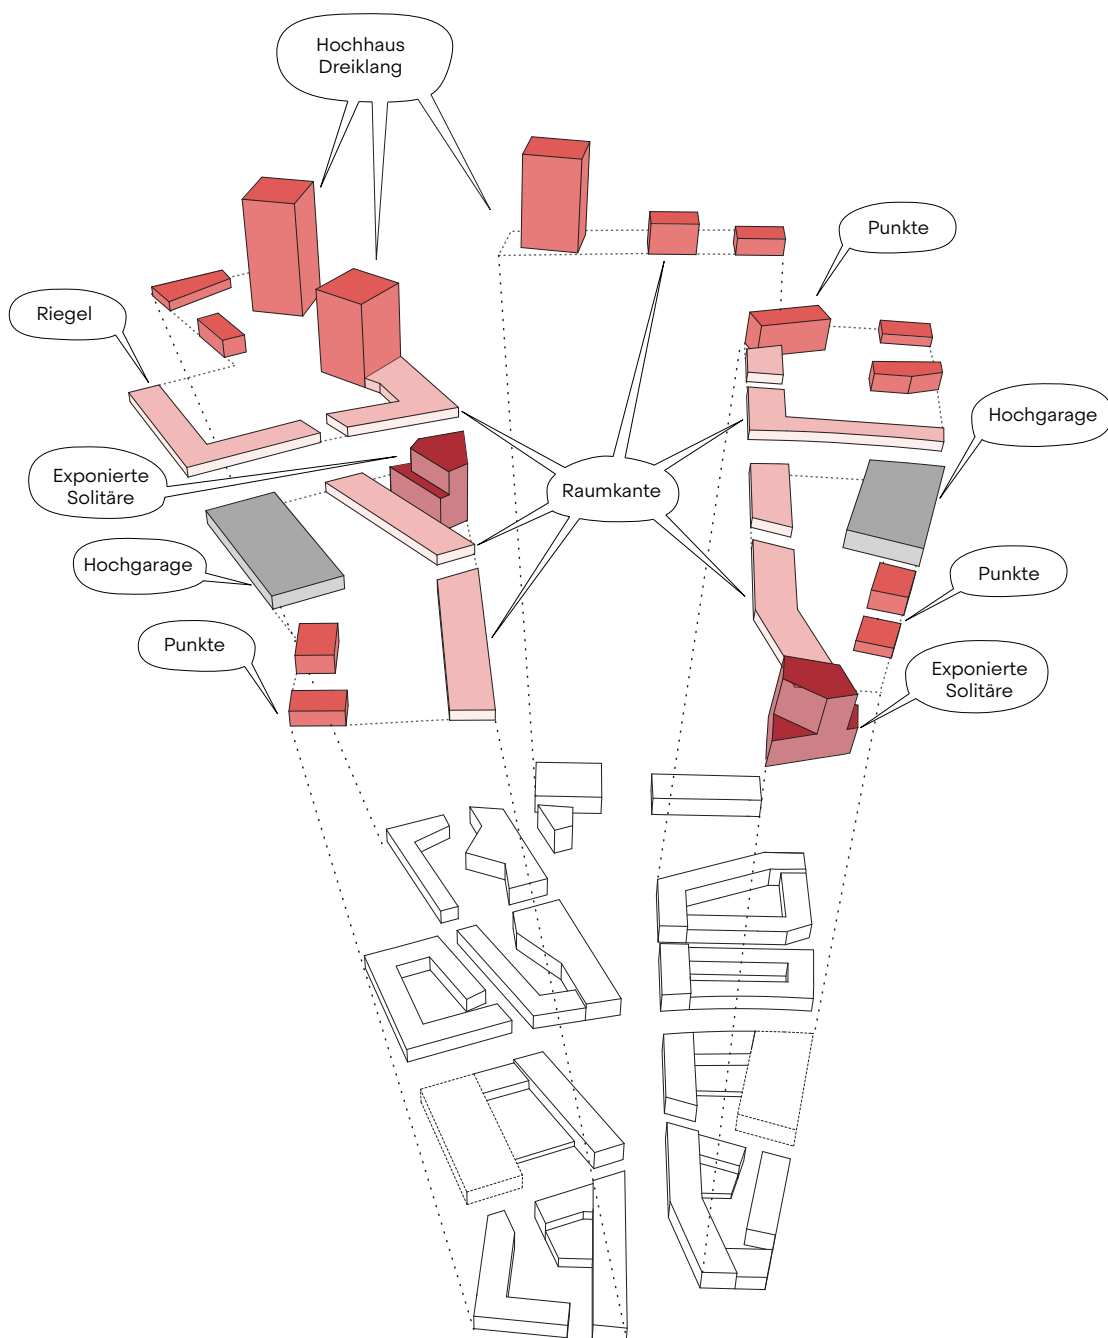 Hochhaus
Dreiklang
Punkte
Riegel
Hochgarage
Exponierte
Solitäre
Raumkante
Hochgarage
Punkte
Punkte
Exponierte
Solitäre